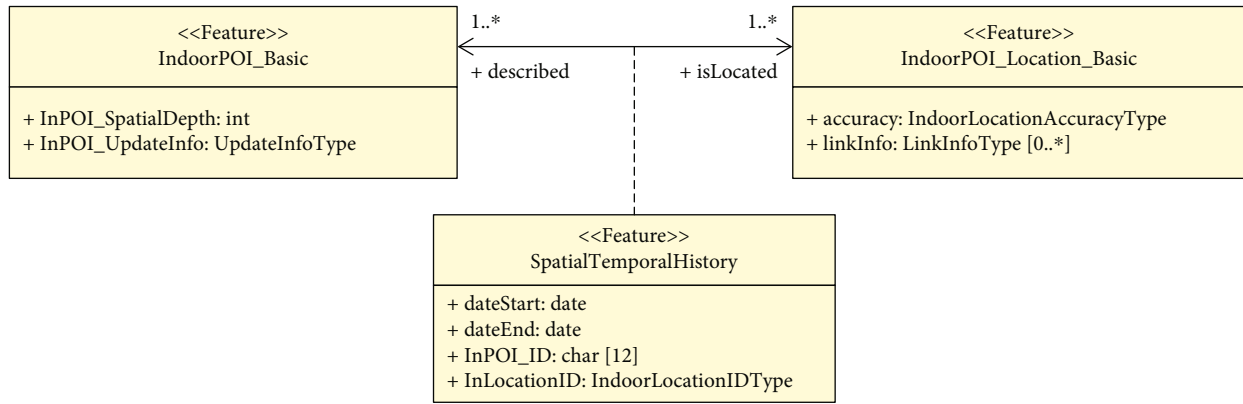 <<Feature>>
IndoorPOI_Basic
+ InPOI_SpatialDepth: int
+ InPOI_UpdateInfo: UpdateInfoType
1..*
1..*
+ described
+ isLocated
<<Feature>>
IndoorPOI_Location_Basic
+ accuracy: IndoorLocationAccuracyType
+ linkInfo: LinkInfoType [0..*]
<<Feature>>
SpatialTemporalHistory
+ dateStart: date
+ dateEnd: date
+ InPOI_ID: char [12]
+ InLocationID: IndoorLocationIDType